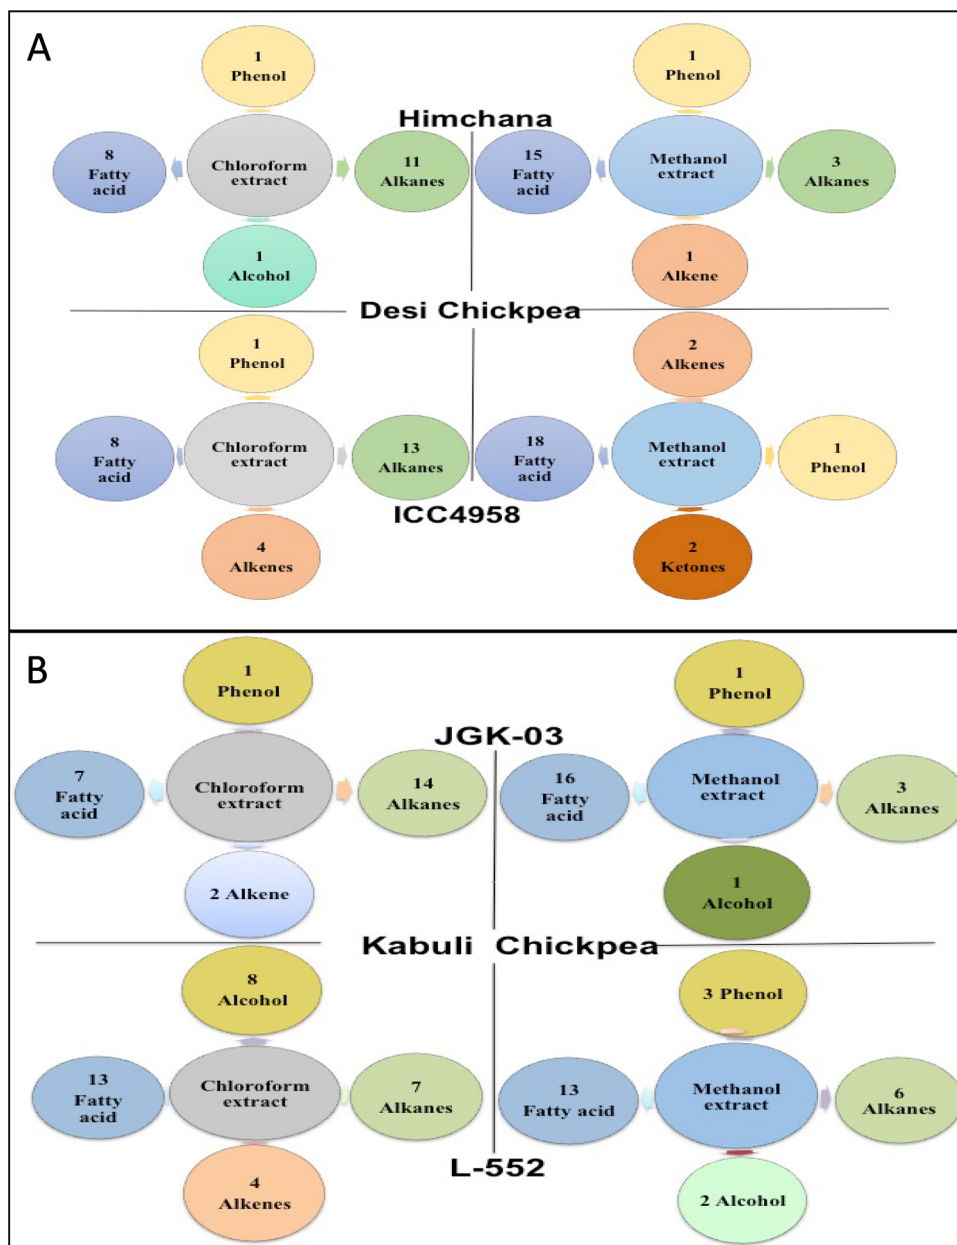 A
1
Phenol
1
Phenol
Himchana
8
Fatty
acid
Chloroform
extract
11
Alkanes
15
Fatty
acid
Methanol
extract
3
Alkanes
1
Alcohol
1
Alkene
Desi Chickpea
1
Phenol
2
Alkenes
8
Fatty
acid
Chloroform
extract
13
Alkanes
18
Fatty
acid
Methanol
extract
1
Phenol
ICC4958
4
Alkenes
2
Ketones
B
1
Phenol
1
Phenol
JGK-03
7
Fatty
acid
Chloroform
extract
14
Alkanes
16
Fatty
acid
Methanol
extract
3
Alkanes
2 Alkene
1
Alcohol
Kabuli Chickpea
8
Alcohol
3 Phenol
13
Fatty
acid
Chloroform
extract
7
Alkanes
13
Fatty acid
Methanol
extract
6
Alkanes
L-552
4
Alkenes
2 Alcohol